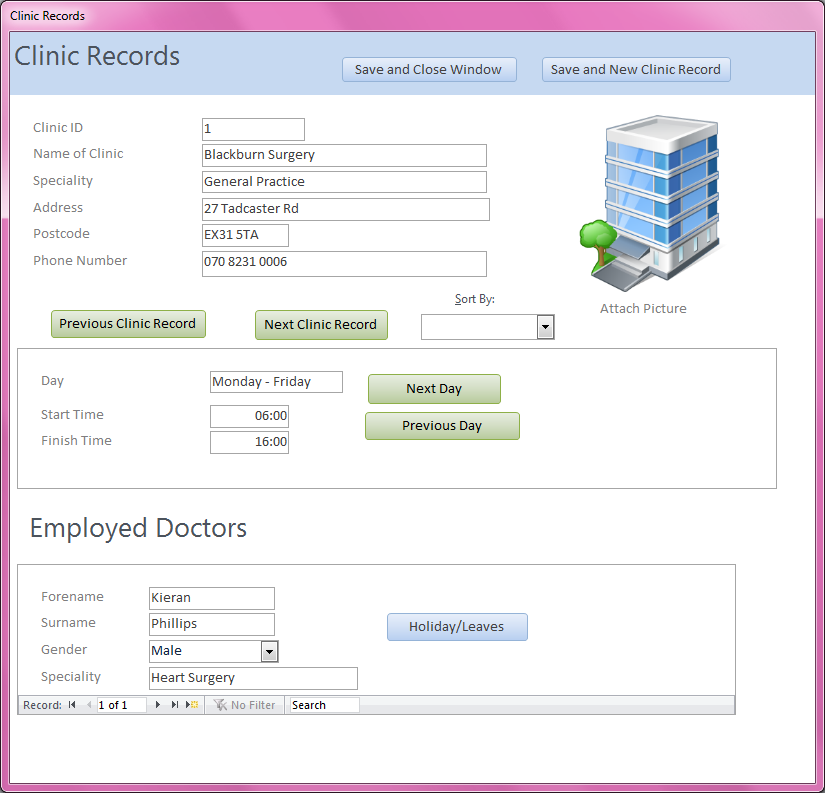 Clinic Records
Clinic Records
Save and Close Window
Save and New Clinic Record
Clinic ID 1
Name of Clinic Blackburn Surgery
Speciality General Practice
Address 27 Tadcaster Rd
Postcode EX31 5TA
Phone Number 070 8231 0006
Attach Picture
Sort By:
Previous Clinic Record
Next Clinic Record
Day Monday - Friday
Next Day
Start Time 06:00
Previous Day
Finish Time 16:00
Employed Doctors
Forename Kieran
Surname Phillips
Holiday/Leaves
Gender Male
Speciality Heart Surgery
Record: 1 of 1 No Filter Search